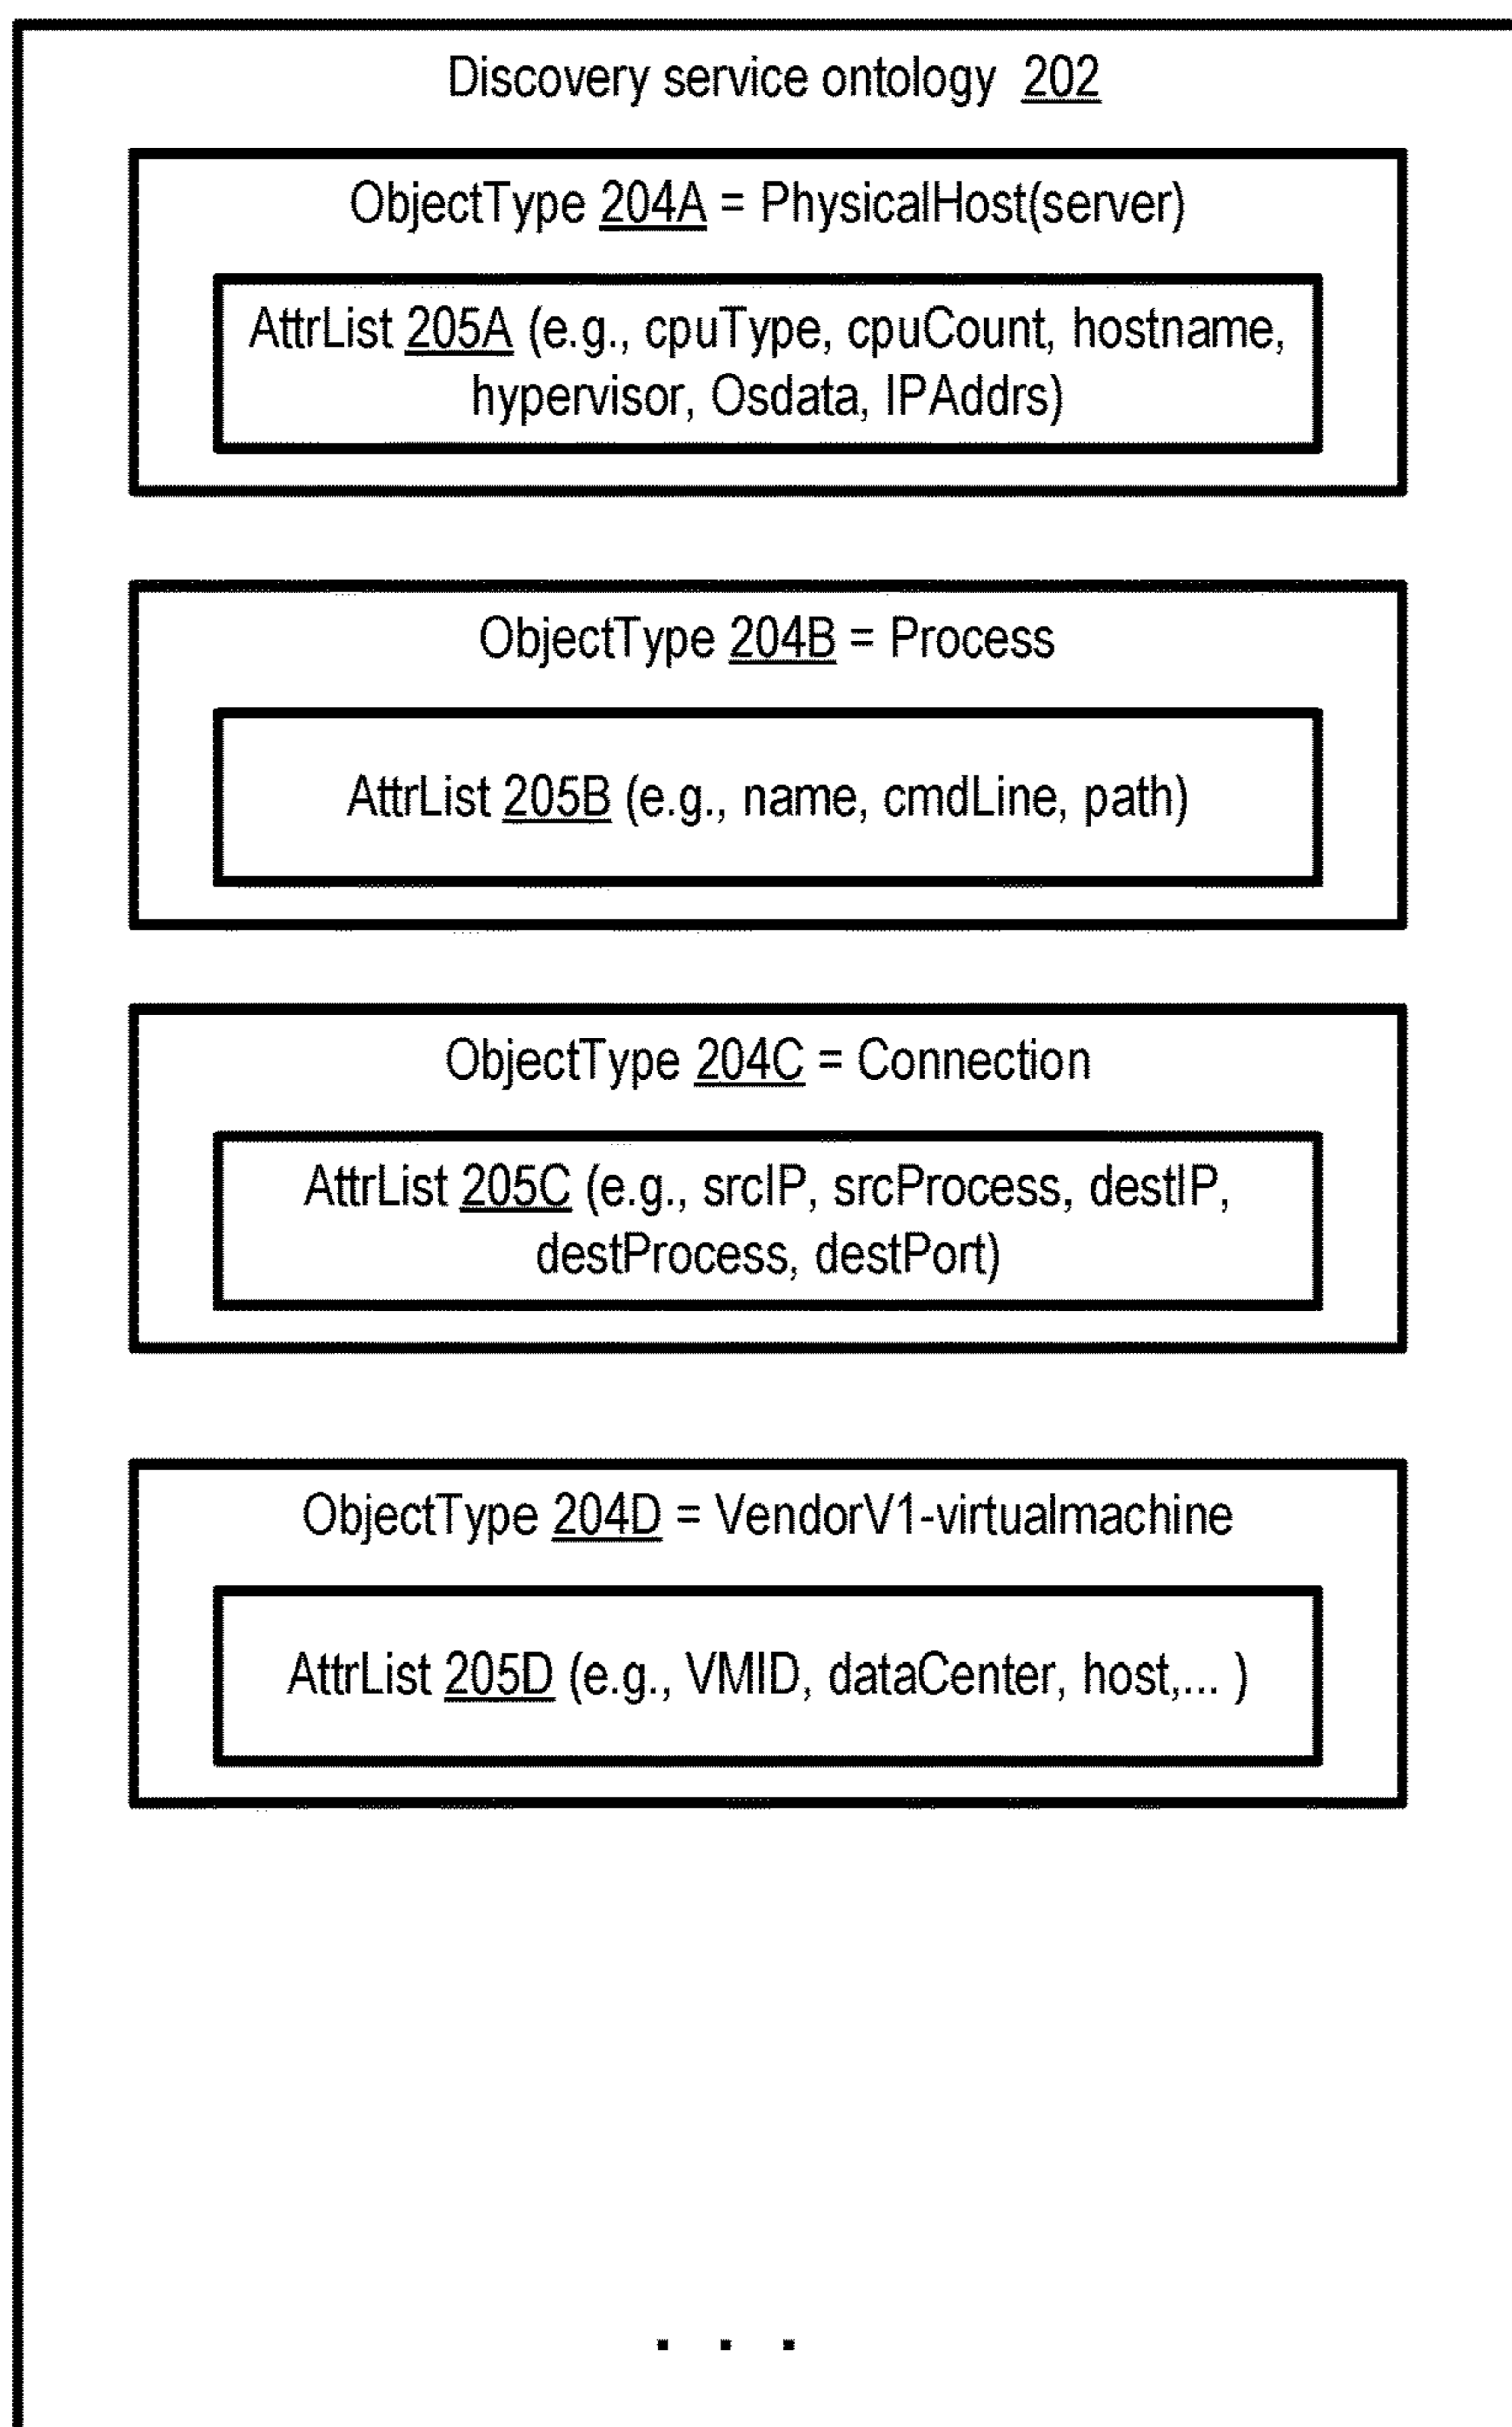 Discovery service ontology 202
ObjectType 204A = PhysicalHost(server)
AttrList 205A (e.g., cpuType, cpuCount, hostname,
hypervisor, Osdata, IPAddrs)
ObjectType 204B = Process
AttrList 205B (e.g., name, cmdLine, path)
ObjectType 204C = Connection
AttrList 205C (e.g., srcIP, srcProcess, destIP,
destProcess, destPort)
ObjectType 204D = VendorV1-virtualmachine
AttrList 205D (e.g., VMID, dataCenter, host,... )
. . .